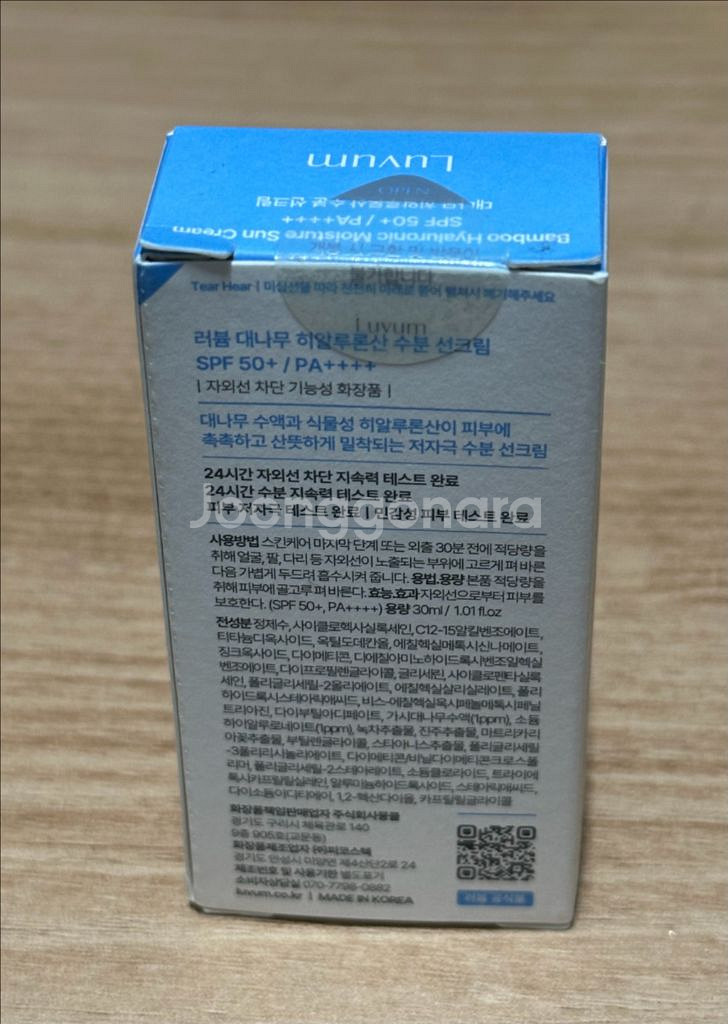 Luvum
대나무 히알루론산 수분 선크림
SPF 50+ / PA++++
Bamboo Hyaluronic Moisture Sun Cream
불가합니다
Luvum
Tear Hear | 미싱선을 따라 천천히 아래로 뜯어 펼쳐서 폐기해주세요
러븀 대나무 히알루론산 수분 선크림
SPF 50+ / PA++++
| 자외선 차단 기능성 화장품 |
대나무 수액과 식물성 히알루론산이 피부에
촉촉하고 산뜻하게 밀착되는 저자극 수분 선크림
24시간 자외선 차단 지속력 테스트 완료
24시간 수분 지속력 테스트 완료
피부 저자극 테스트 완료 | 민감성 피부 테스트 완료
Joonggonara
사용방법 스킨케어 마지막 단계 또는 외출 30분 전에 적당량을
취해 얼굴, 팔, 다리 등 자외선이 노출되는 부위에 고르게 펴 바른
다음 가볍게 두드려 흡수시켜 줍니다. 용법.용량 본품 적당량을
취해 피부에 골고루 펴 바른다. 효능.효과 자외선으로부터 피부를
보호한다. (SPF 50+, PA++++) 용량 30ml / 1.01 fl.oz
전성분 정제수, 사이클로헥사실록세인, C12-15알킬벤조에이트,
티타늄디옥사이드, 옥틸도데칸올, 에칠헥실메톡시신나메이트,
징크옥사이드, 다이메티콘, 디에칠아미노하이드록시벤조일헥실
벤조에이트, 다이프로필렌글라이콜, 글리세린, 사이클로펜타실록
세인, 폴리글리세릴-2올리에이트, 에칠헥실살리실레이트, 폴리
하이드록시스테아릭애씨드, 비스-에칠헥실옥시페놀메톡시페닐
트리아진, 다이부틸아디페이트, 가시대나무수액(1ppm), 소듐
하이알루로네이트(1ppm), 녹차추출물, 진주추출물, 마트리카리
아꽃추출물, 부틸렌글라이콜, 스타아니스추출물, 폴리글리세릴
-3폴리리시놀리에이트, 다이메티콘/비닐다이메티콘크로스폴
리머, 폴리글리세릴-2스테아레이트, 소듐클로라이드, 트라이에
톡시카프릴릴실레인, 알루미늄하이드록사이드, 스테아릭애씨드,
다이소듐이디티에이, 1,2-헥산다이올, 카프릴릴글라이콜
화장품책임판매업자 주식회사몽클
경기도 구리시 체육관로 140
9층 905호(교문동)
화장품제조업자 (주)피코스텍
경기도 안성시 미양면 제4산단2로 24
제조번호 및 사용기한 별도표기
소비자상담실 070-7798-0882
luvum.co.kr | MADE IN KOREA
러븀 공식몰